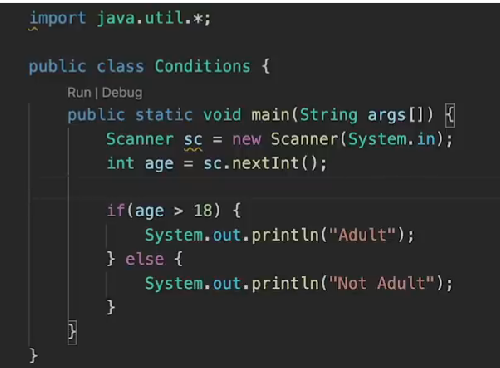 import java.util.*;
public class Conditions {
Run | Debug
public static void main(String args[]) {
Scanner sc = new Scanner(System.in);
int age = sc.nextInt();
if(age > 18) {
System.out.println("Adult");
} else {
System.out.println("Not Adult");
}
}
}